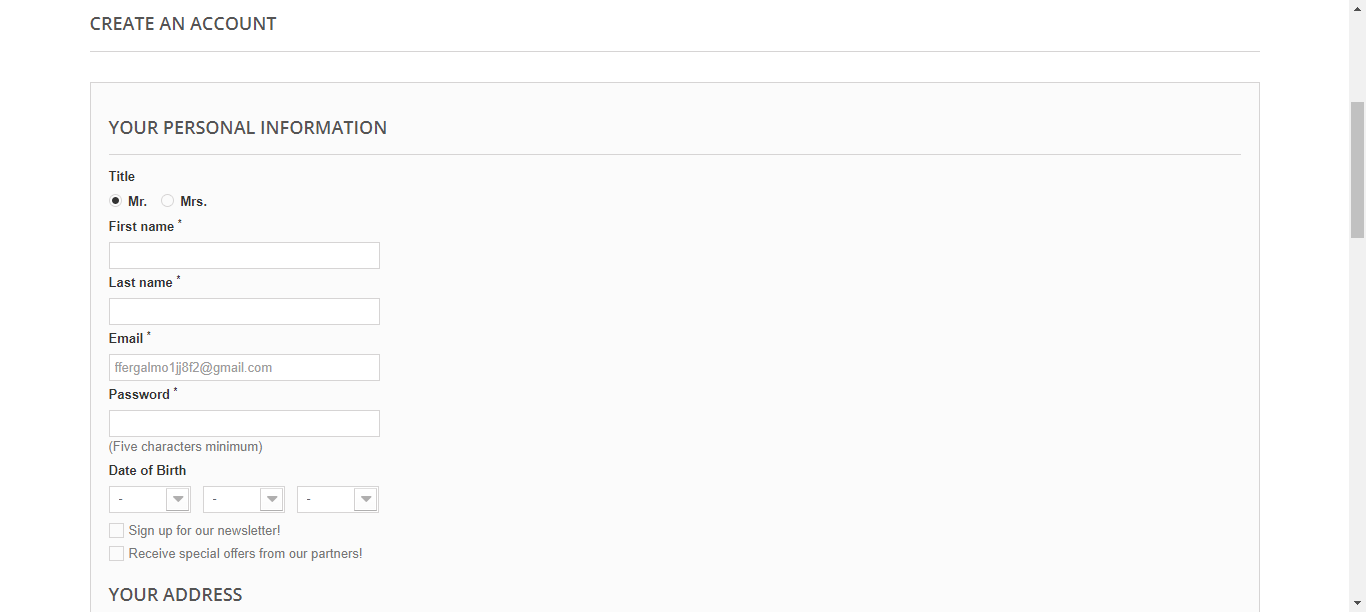 CREATE AN ACCOUNT
YOUR PERSONAL INFORMATION
Title
Mr. Mrs.
First name *
Last name *
Email *
ffergalmo1jj8f2@gmail.com
Password *
(Five characters minimum)
Date of Birth
- - -
Sign up for our newsletter!
Receive special offers from our partners!
YOUR ADDRESS